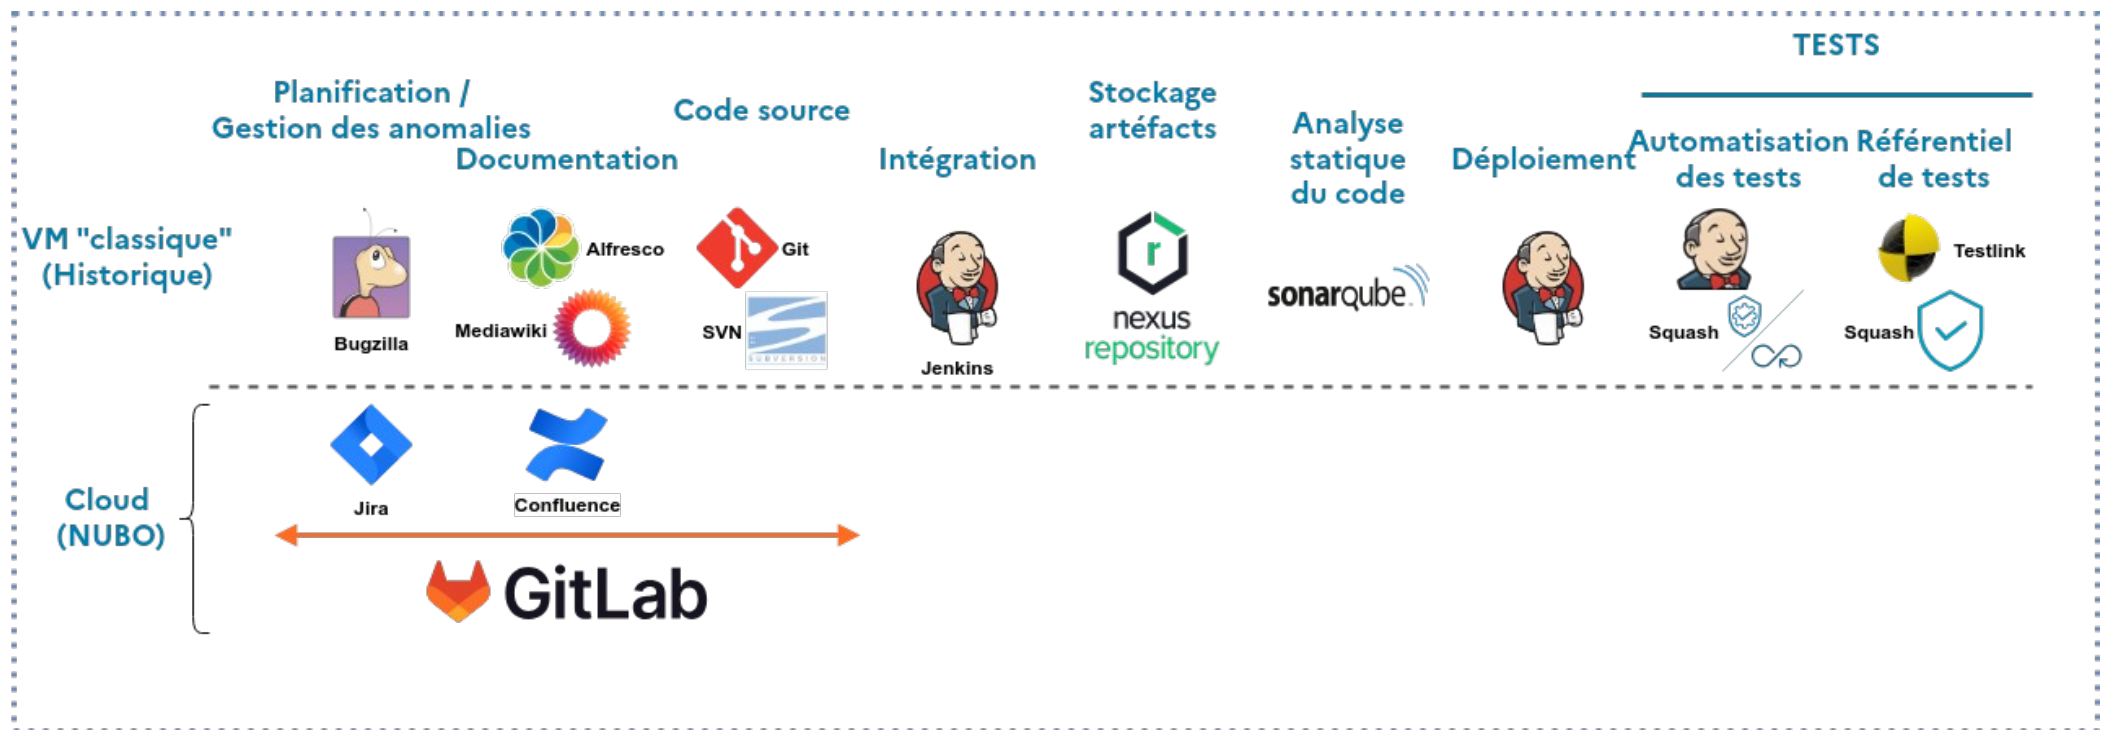 TESTS
Planification /
Gestion des anomalies
Documentation
Code source
Intégration
Stockage
artéfacts
Analyse
statique
du code
Déploiement
Automatisation
des tests
Référentiel
de tests
VM "classique"
(Historique)
Bugzilla
Alfresco
Mediawiki
Git
SVN
SUBVERSION
Jenkins
r
nexus
repository
sonarqube
Squash
Testlink
Squash
Cloud
(NUBO)
Jira
Confluence
GitLab